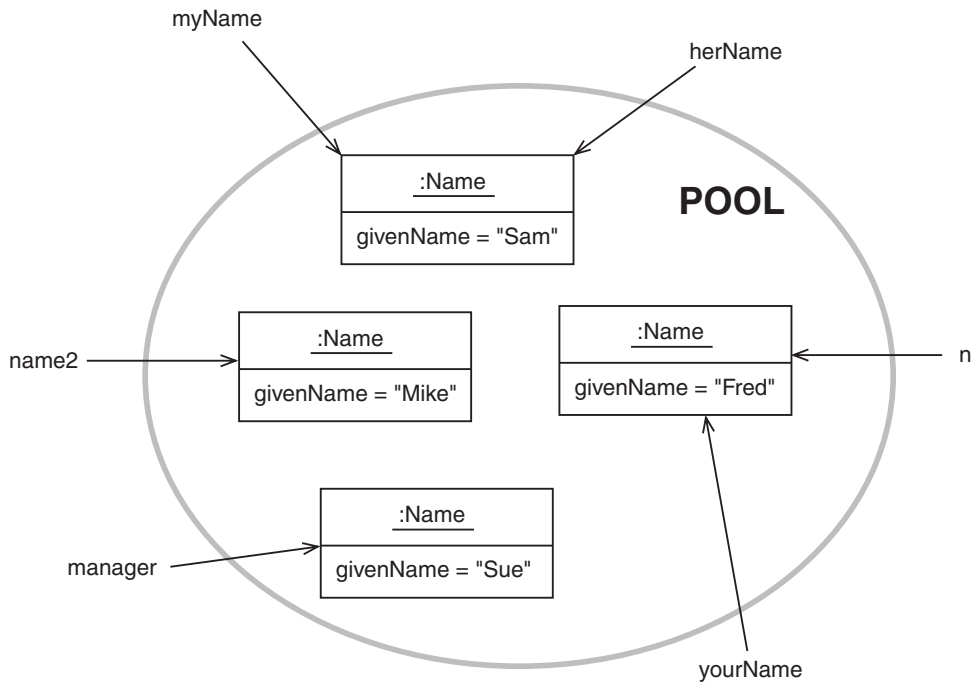 myName
herName
:Name
POOL
givenName = "Sam"
:Name
:Name
name2
n
givenName = "Mike"
givenName = "Fred"
:Name
manager
givenName = "Sue"
yourName